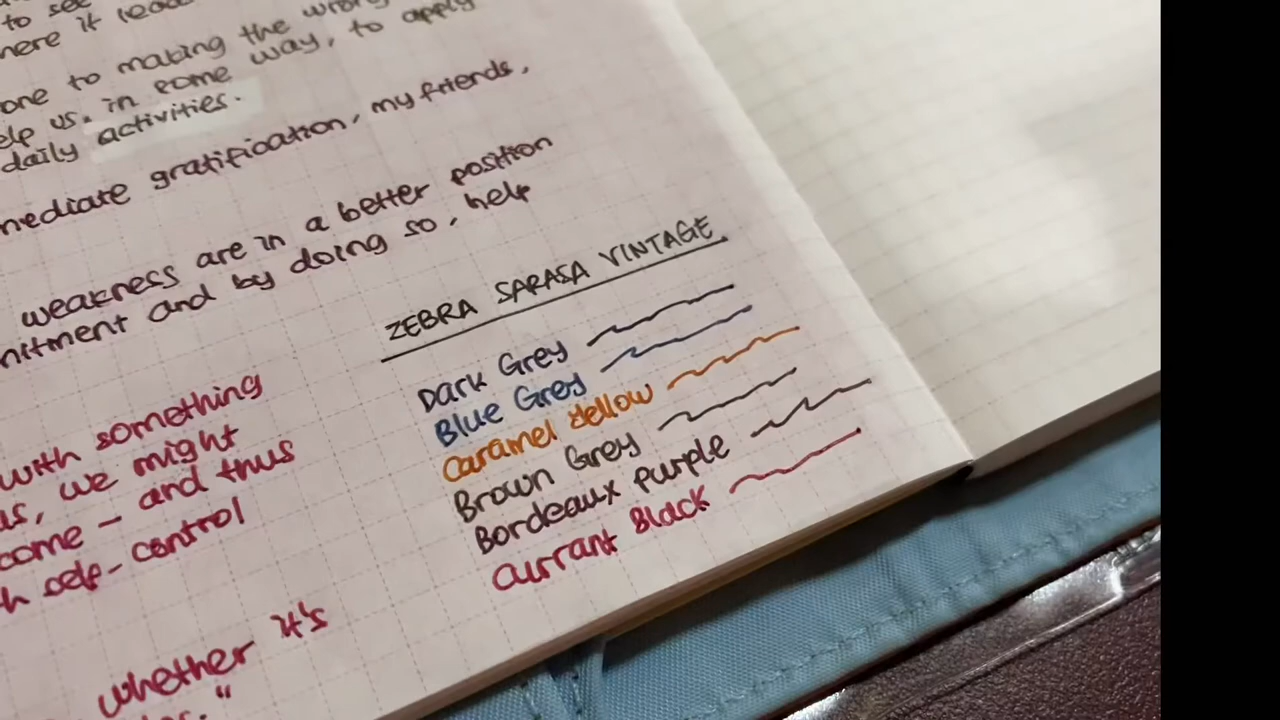 to see
here it
one to making the wrong
elp us. in some way, to apply
daily activities.
mediate gratification, my friends,
weakness are in a better position
nitment and by doing so, help
with something
as, we might
come - and thus
h self-control
whether it's
"
ZEBRA SARASA VINTAGE
Dark Grey
Blue Grey
Caramel Yellow
Brown Grey
Bordeaux Purple
Currant Black